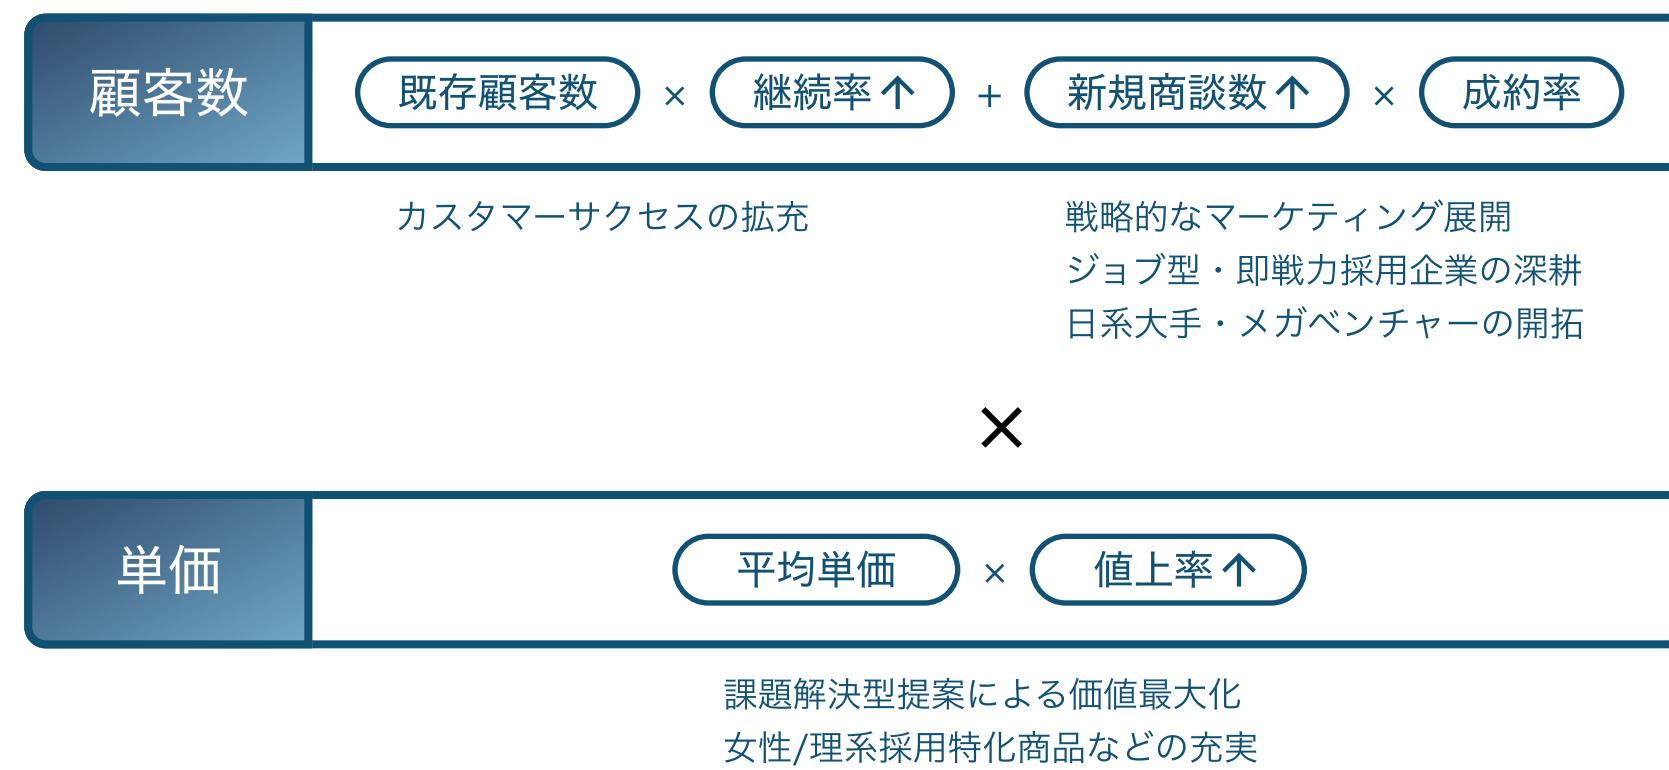 顧客数
既存顧客数 × 継続率↑ + 新規商談数↑ × 成約率
カスタマーサクセスの拡充
戦略的なマーケティング展開
ジョブ型・即戦力採用企業の深耕
日系大手・メガベンチャーの開拓
×
単価
平均単価 × 値上率↑
課題解決型提案による価値最大化
女性/理系採用特化商品などの充実